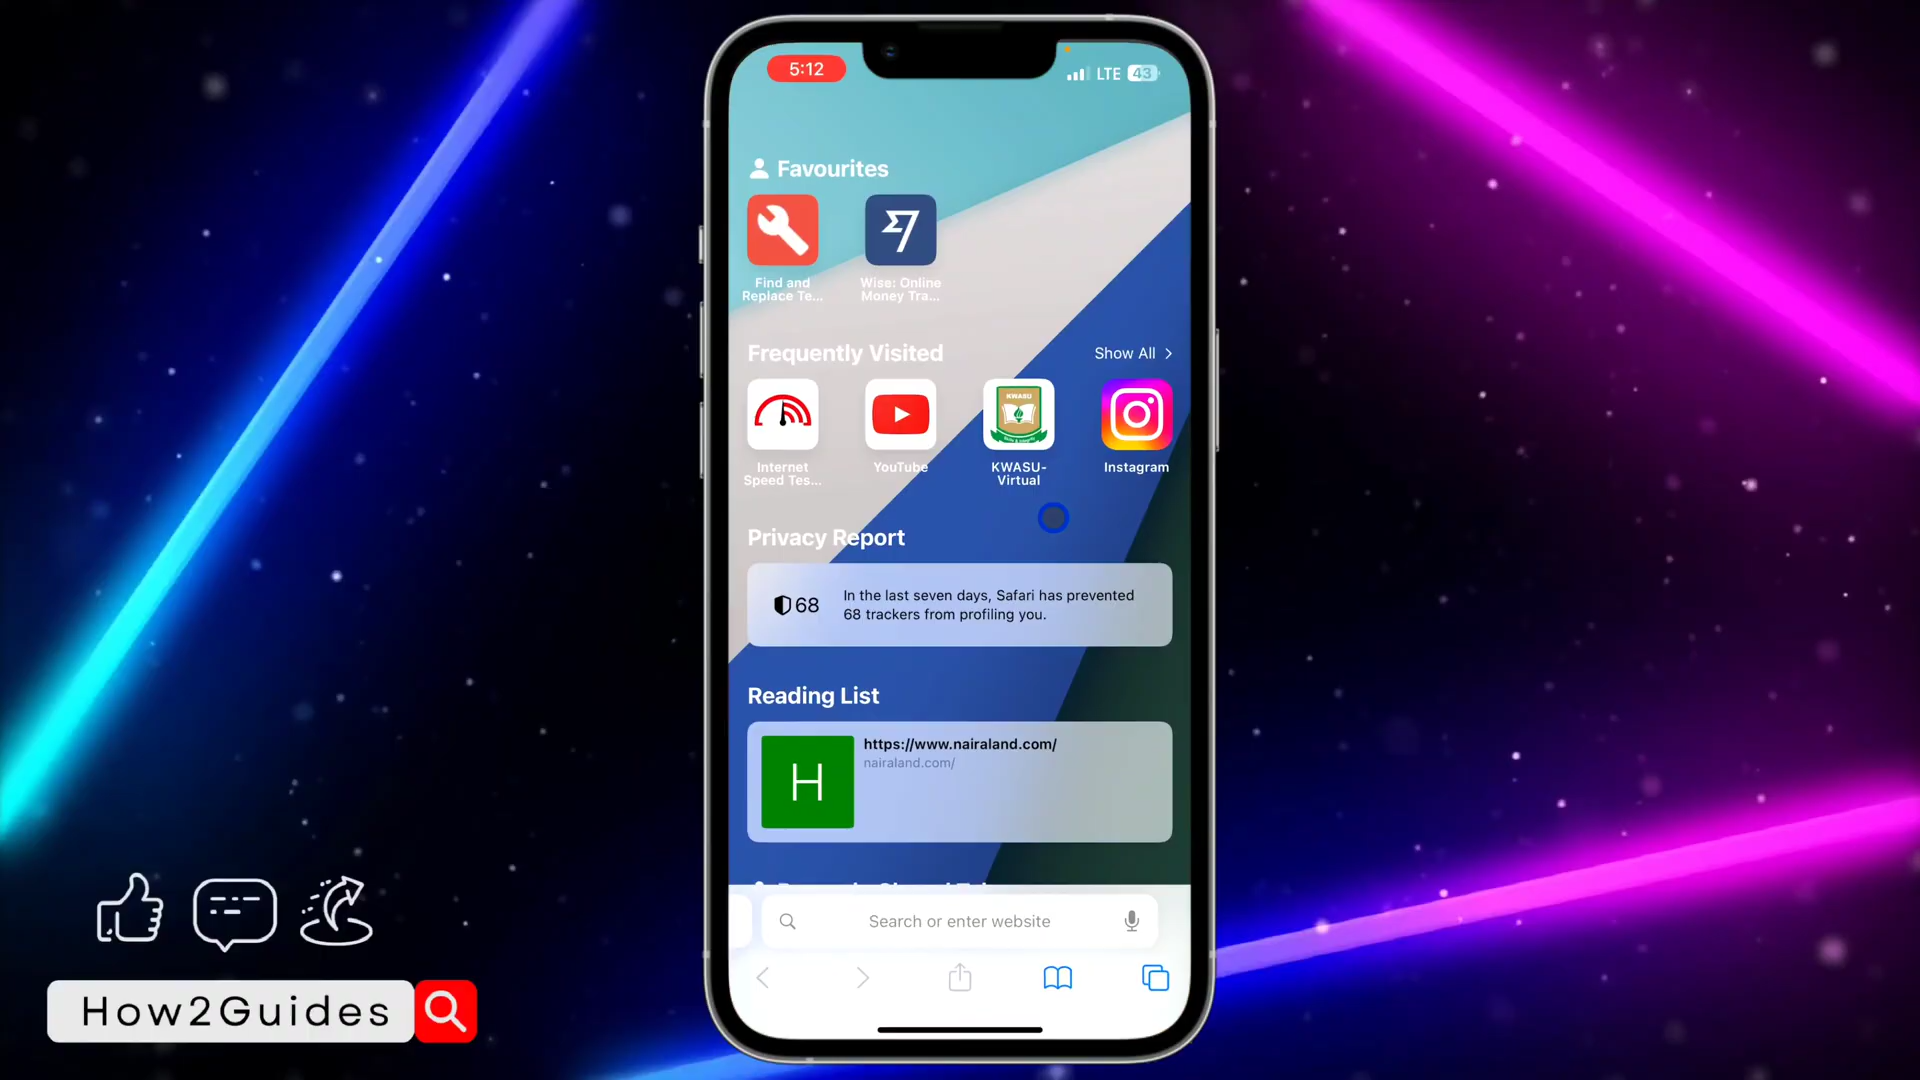 5:12
LTE 43
Favourites
Find and
Replace Te...
Wise: Online
Money Tra...
Frequently Visited
Show All
KWASU
Internet
Speed Tes...
YouTube
KWASU-
Virtual
Instagram
Privacy Report
68
In the last seven days, Safari has prevented
68 trackers from profiling you.
Reading List
H
https://www.nairaland.com/
nairaland.com/
Search or enter website
How2Guides